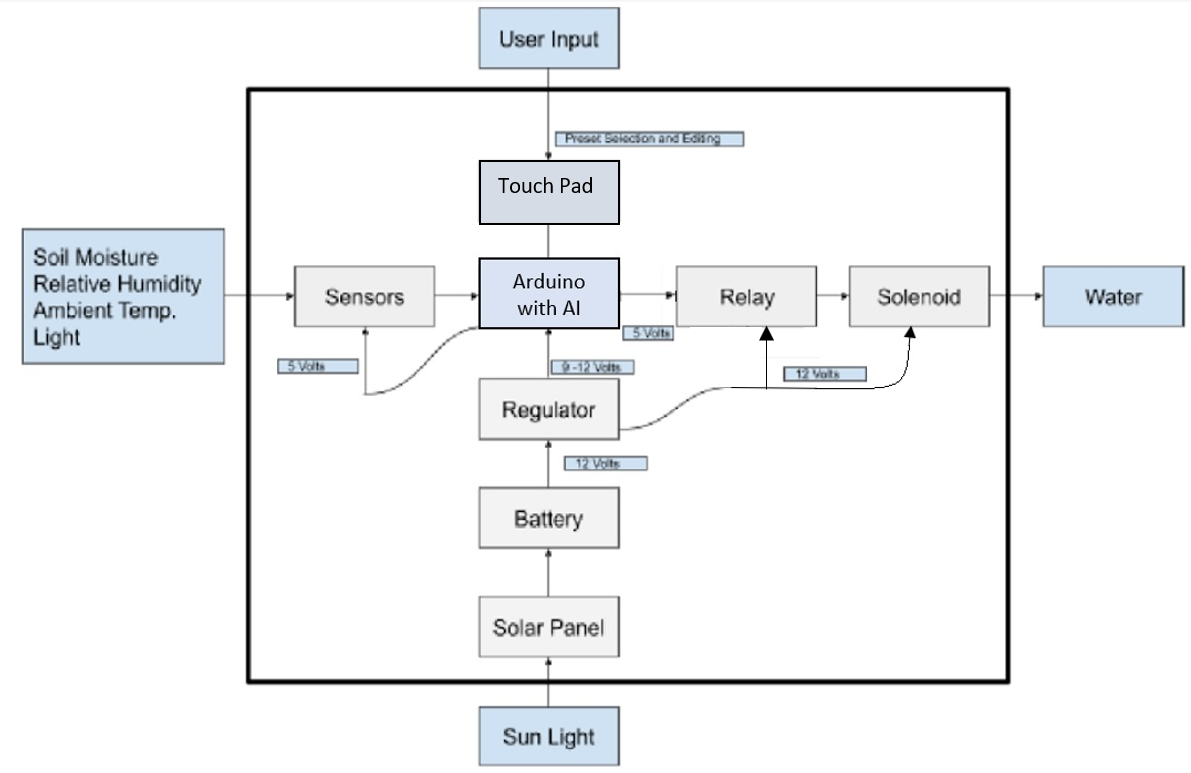 User Input
Preset Selection and Editing
Touch Pad
Soil Moisture
Relative Humidity
Ambient Temp.
Light
Sensors
Arduino
with AI
Relay
Solenoid
Water
5 Volts
5 Volts
9 -12 Volts
12 Volts
Regulator
12 Volts
Battery
Solar Panel
Sun Light